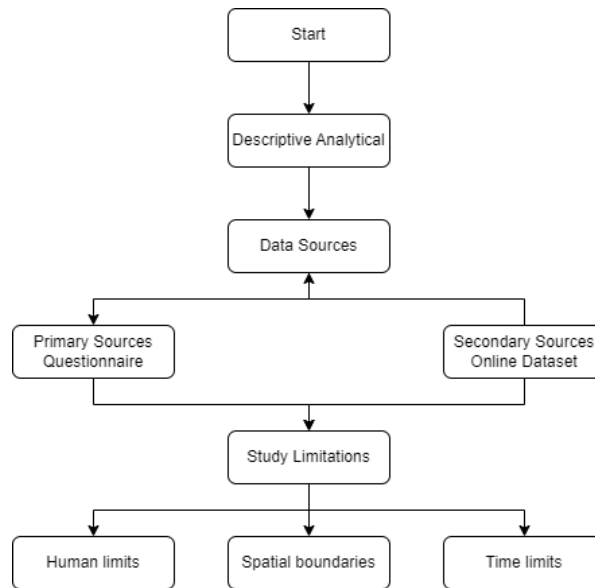 Start
Descriptive Analytical
Data Sources
Primary Sources
Questionnaire
Secondary Sources
Online Dataset
Study Limitations
Human limits
Spatial boundaries
Time limits